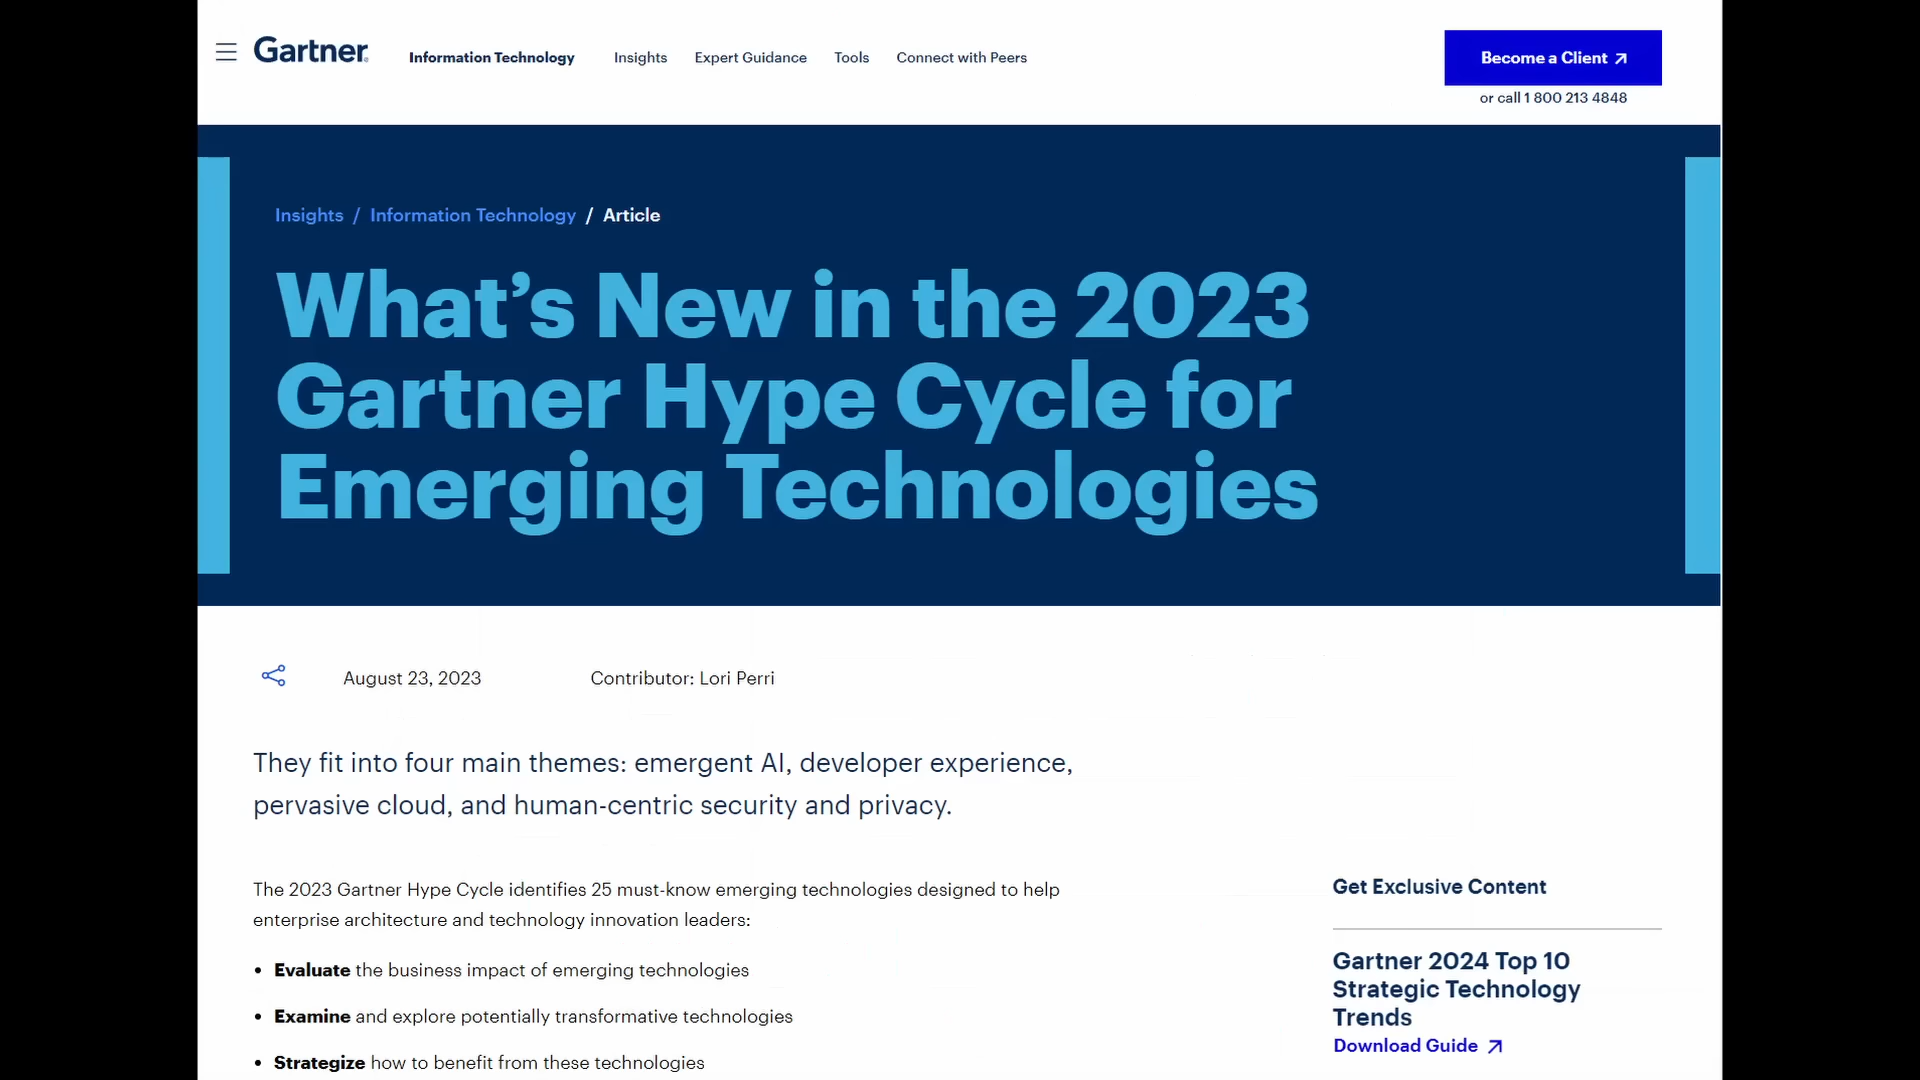 Gartner.
Information Technology
Insights
Expert Guidance
Tools
Connect with Peers
Become a Client
or call 1 800 213 4848
Insights / Information Technology / Article
What’s New in the 2023
Gartner Hype Cycle for
Emerging Technologies
August 23, 2023
Contributor: Lori Perri
They fit into four main themes: emergent AI, developer experience,
pervasive cloud, and human-centric security and privacy.
The 2023 Gartner Hype Cycle identifies 25 must-know emerging technologies designed to help
enterprise architecture and technology innovation leaders:
• Evaluate the business impact of emerging technologies
• Examine and explore potentially transformative technologies
• Strategize how to benefit from these technologies
Get Exclusive Content
Gartner 2024 Top 10
Strategic Technology
Trends
Download Guide